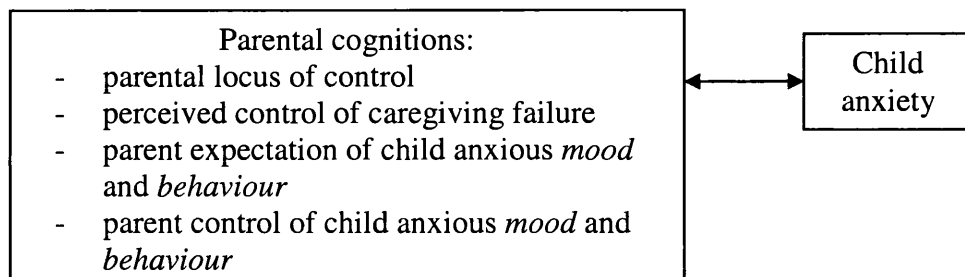 Parental cognitions:
- parental locus of control
- perceived control of caregiving failure
- parent expectation of child anxious mood
and behaviour
- parent control of child anxious mood and
behaviour
Child
anxiety